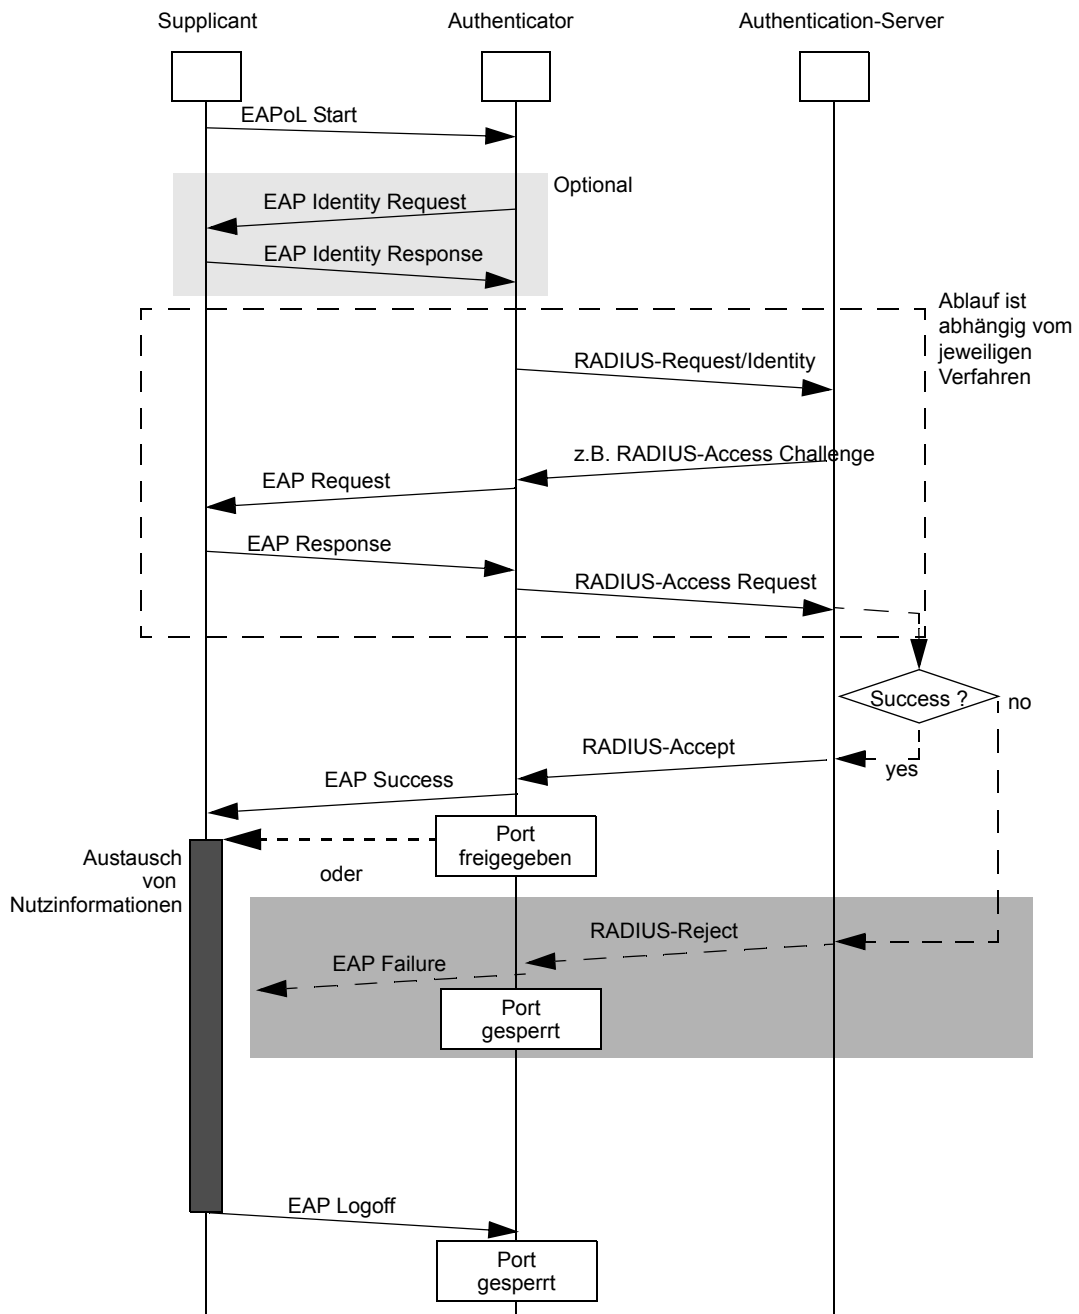 Supplicant
Authenticator
Authentication-Server
EAPoL Start
Optional
EAP Identity Request
EAP Identity Response
Ablauf ist
abhängig vom
jeweiligen
Verfahren
RADIUS-Request/Identity
z.B. RADIUS-Access Challenge
EAP Request
EAP Response
RADIUS-Access Request
Success ?
no
yes
RADIUS-Accept
EAP Success
Port
freigegeben
Austausch
von
Nutzinformationen
oder
RADIUS-Reject
EAP Failure
Port
gesperrt
EAP Logoff
Port
gesperrt